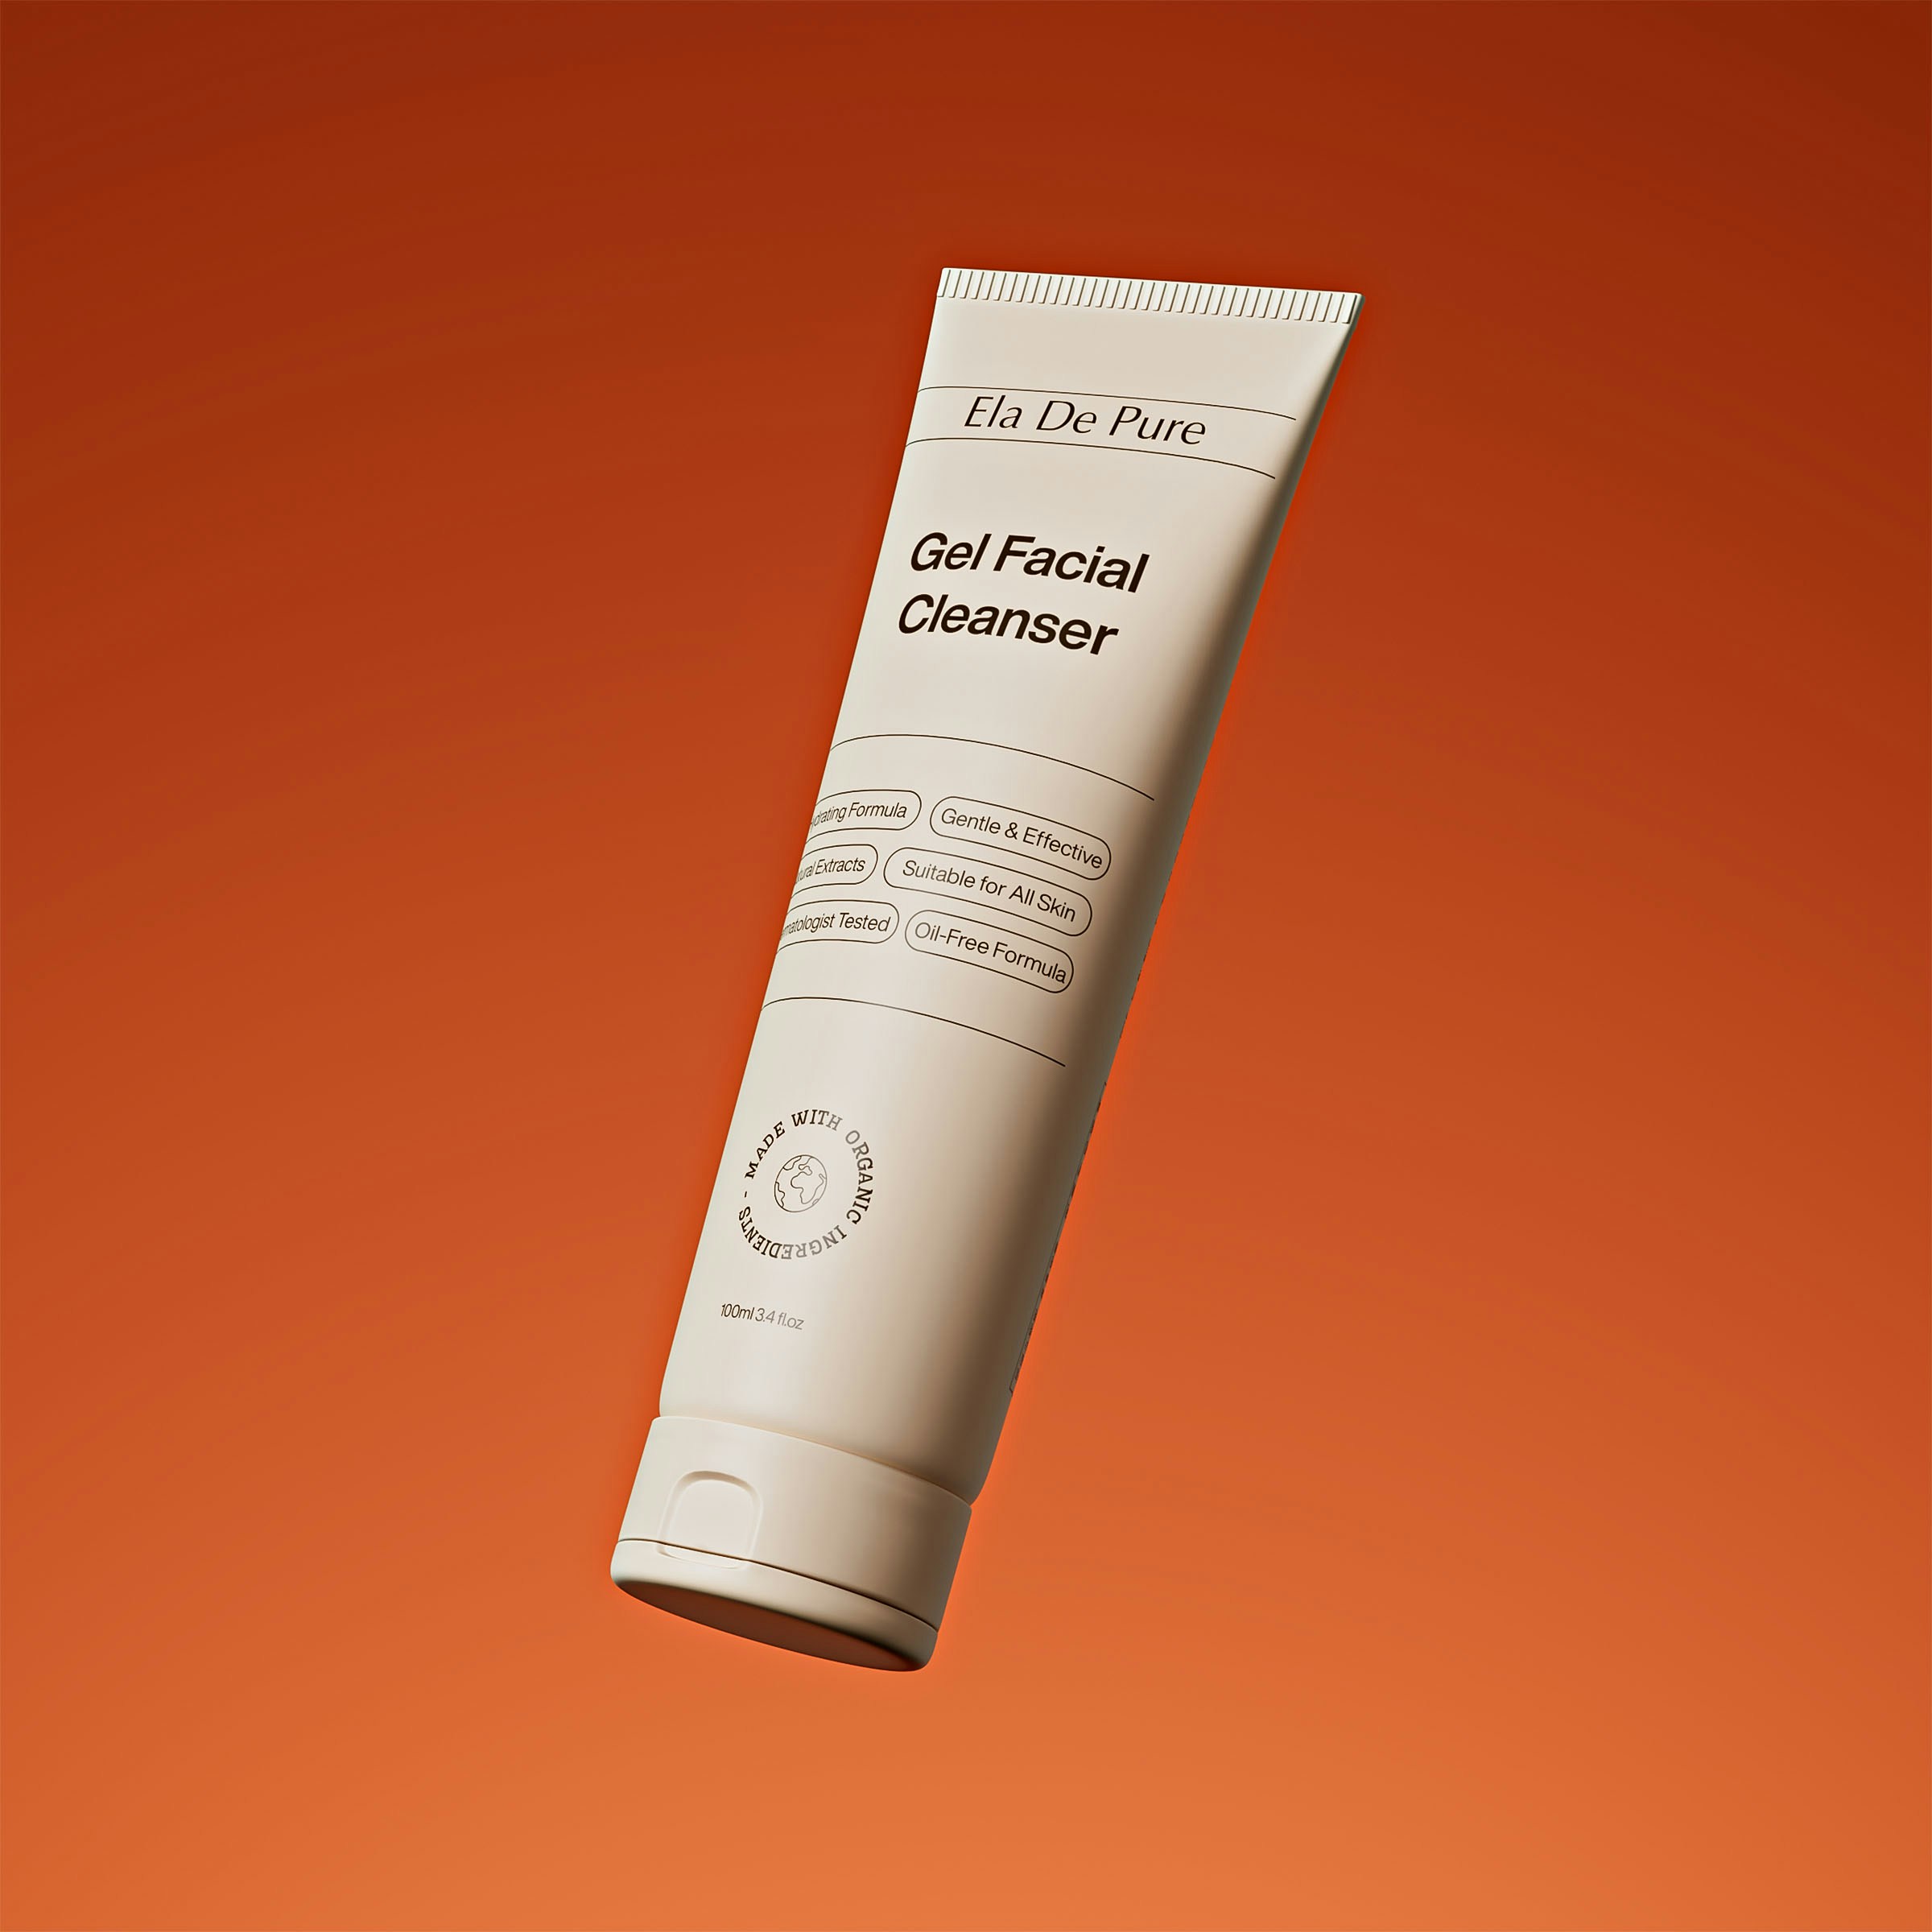 Ela De Pure
Gel Facial
Cleanser
Formula Gentle & Effective
Extracts Suitable for All Skin
Tested Oil-Free Formula
MADE WITH ORGANIC INGREDIENTS -
100ml 3.4 fl.oz